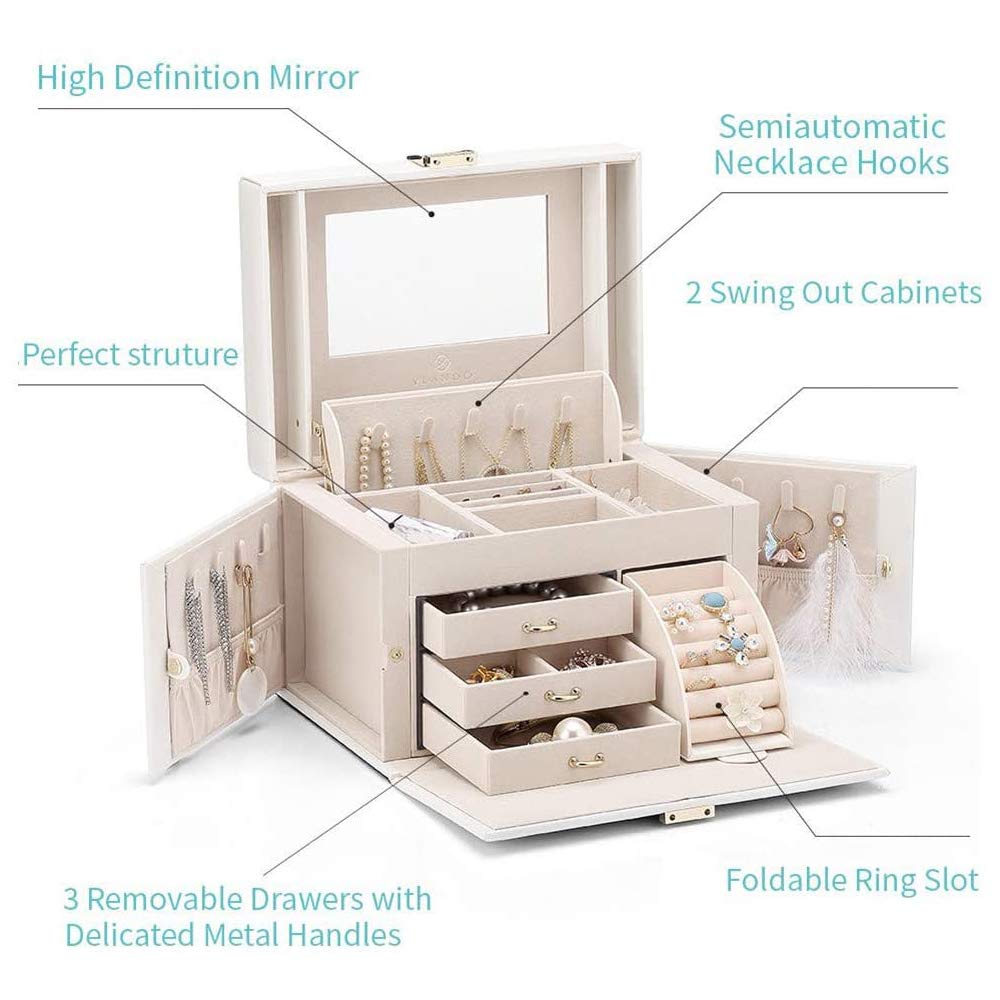 High Definition Mirror
Semiautomatic
Necklace Hooks
2 Swing Out Cabinets
Perfect struture
VLANDO
3 Removable Drawers with
Delicated Metal Handles
Foldable Ring Slot